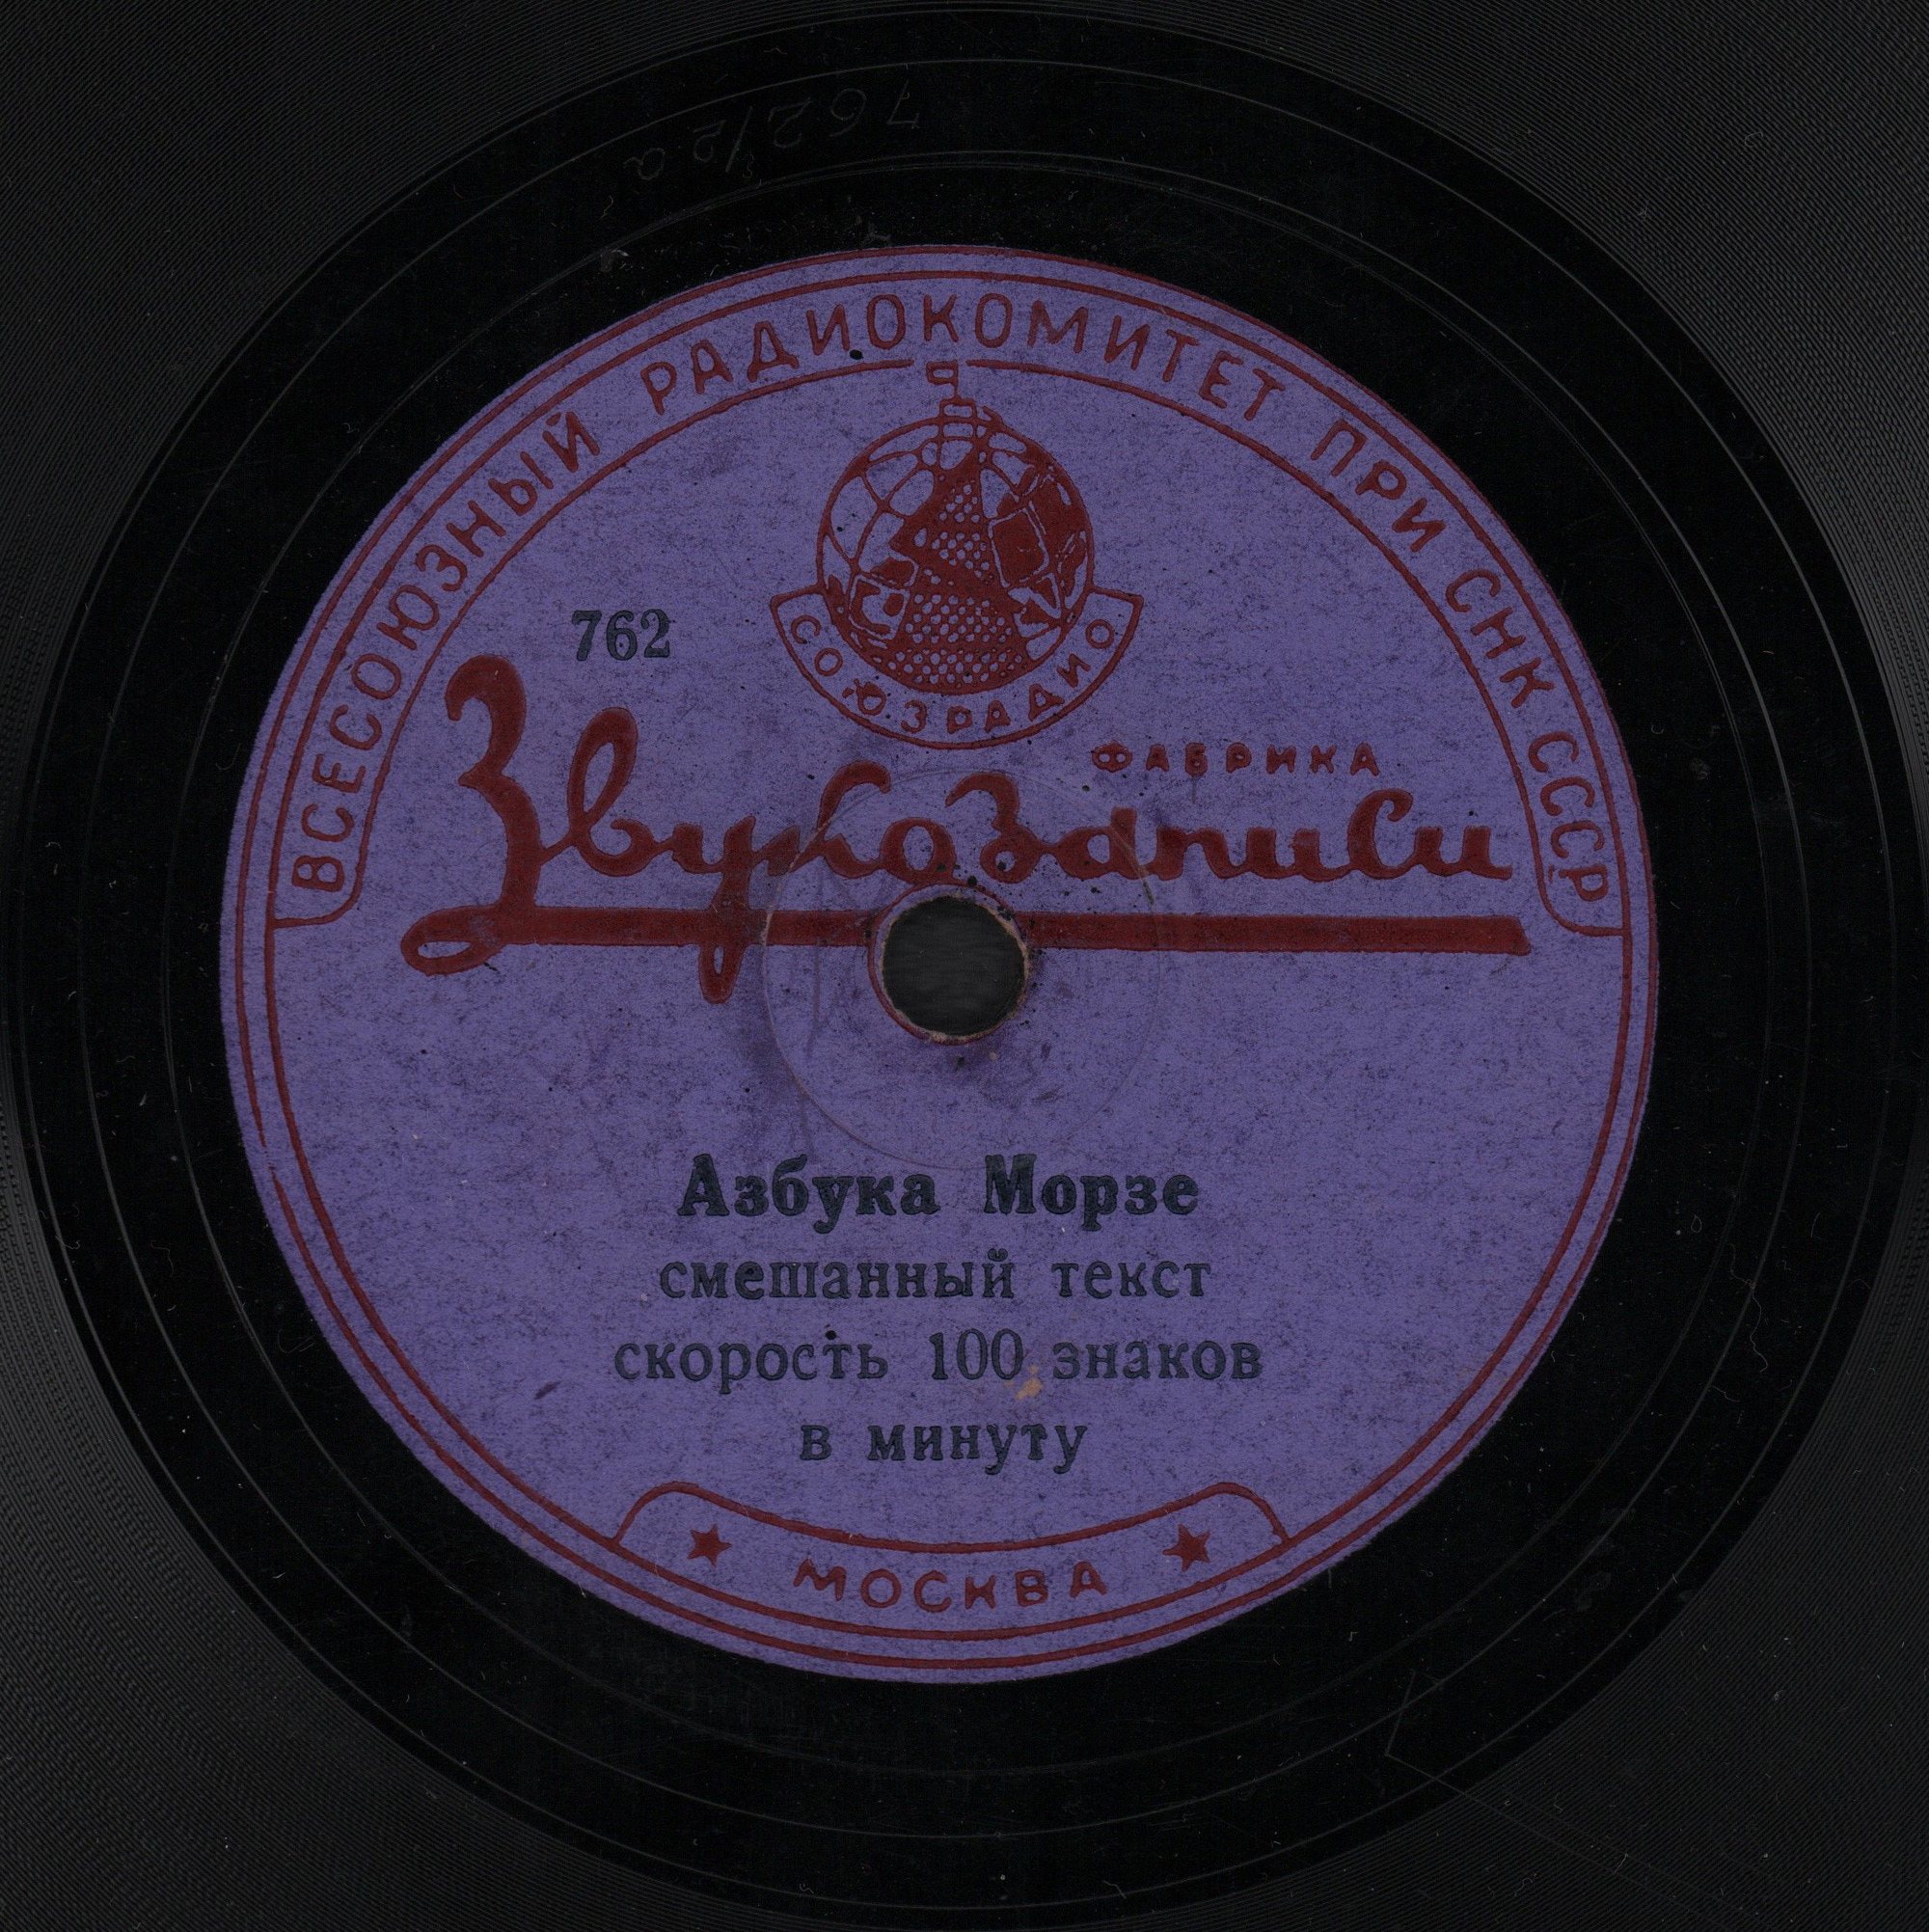 762/2a
ВСЕСОЮЗНЫЙ РАДИОКОМИТЕТ ПРИ СНК СССР
СОЮЗРАДИО
762
ФАБРИКА
Звукозаписи
Азбука Морзе
смешанный текст
скорость 100 знаков
в минуту
МОСКВА